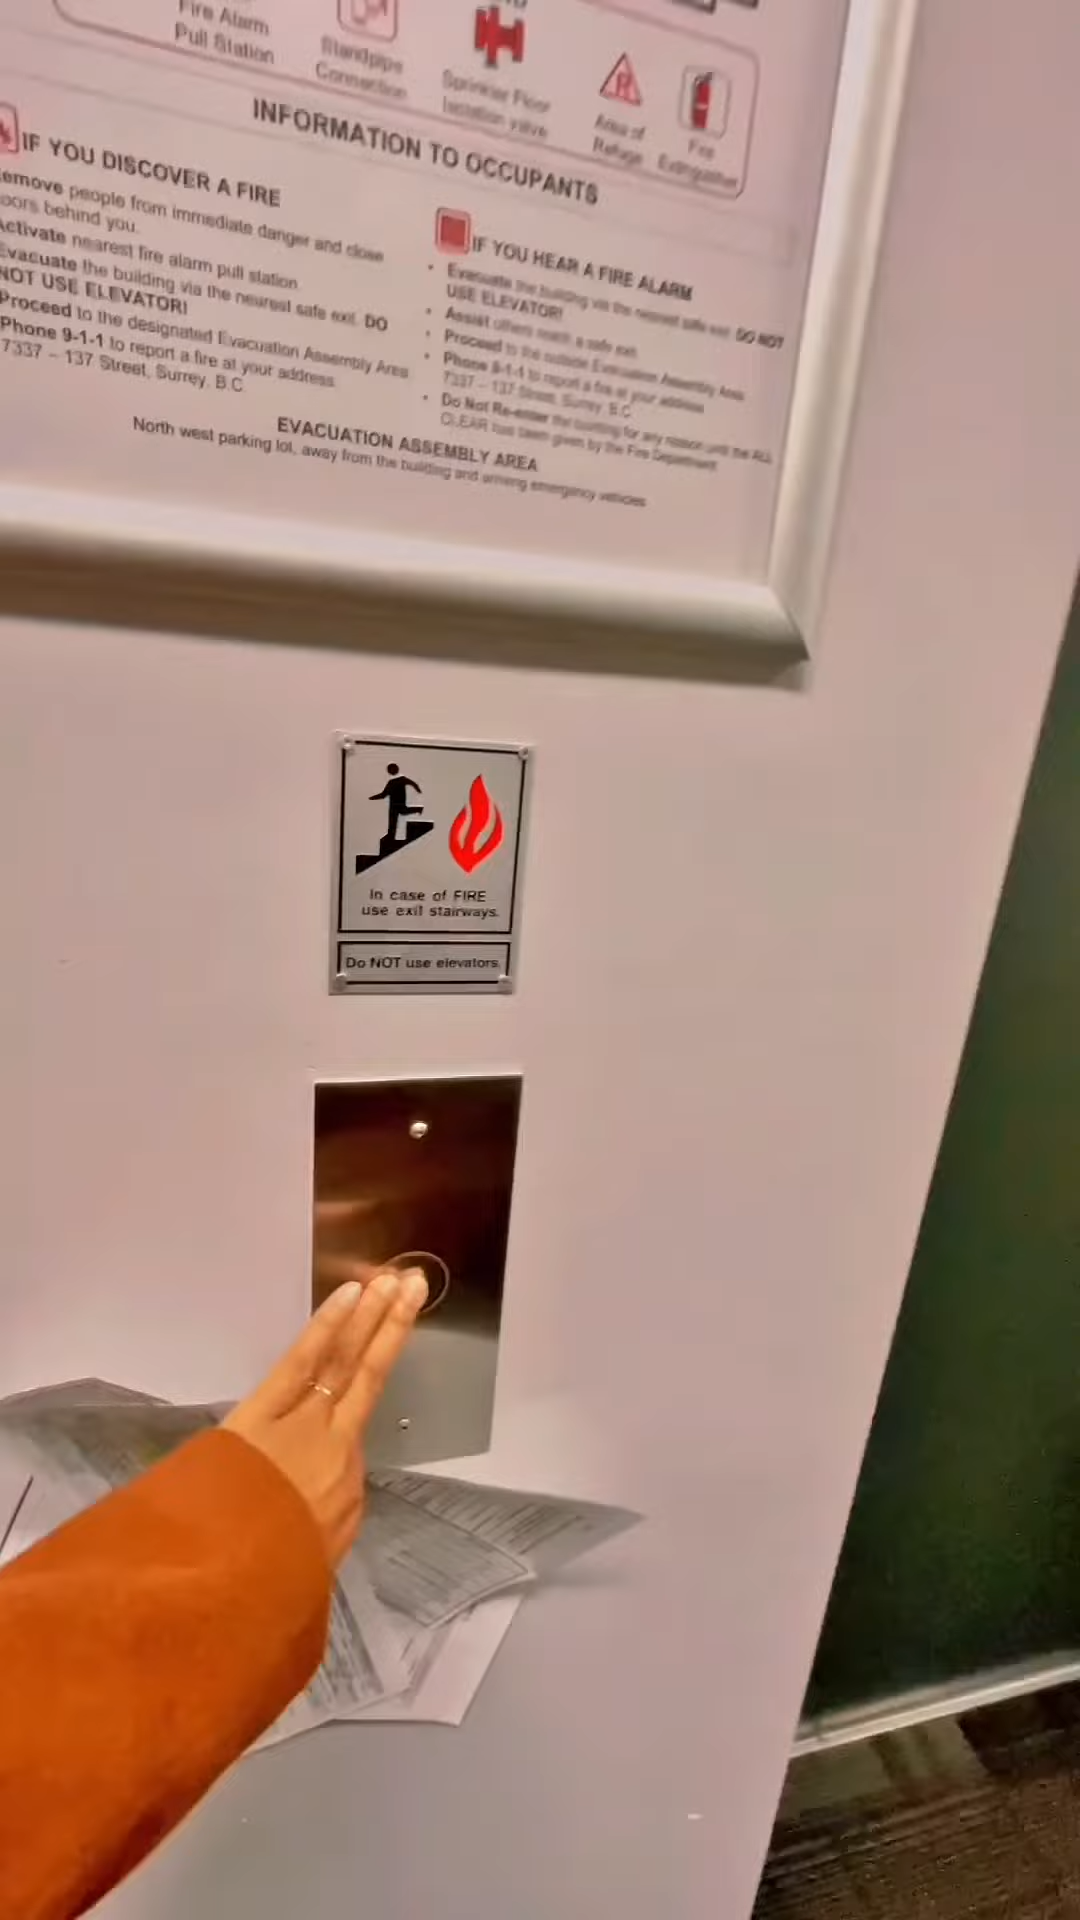 Fire Alarm
Pull Station
Standpipe
Connection
Sprinkler Floor
Isolation valve
Area of
Refuge
Fire
Extinguisher
INFORMATION TO OCCUPANTS
IF YOU DISCOVER A FIRE
emove people from immediate danger and close
oors behind you.
Activate nearest fire alarm pull station
Evacuate the building via the nearest safe exit. DO
NOT USE ELEVATOR!
Proceed to the designated Evacuation Assembly Area
Phone 9-1-1 to report a fire at your address
7337 – 137 Street, Surrey, B.C
IF YOU HEAR A FIRE ALARM
• Evacuate the building via the nearest safe exit. DO NOT
USE ELEVATOR!
• Assist others reach a safe exit
• Proceed to the outside Evacuation Assembly Area
• Phone 9-1-1 to report a fire at your address
7337 – 137 Street, Surrey, B.C
• Do Not Re-enter the building for any reason until the ALL
CLEAR has been given by the Fire Department
EVACUATION ASSEMBLY AREA
North west parking lot, away from the building and arriving emergency vehicles
In case of FIRE
use exit stairways.
Do NOT use elevators.